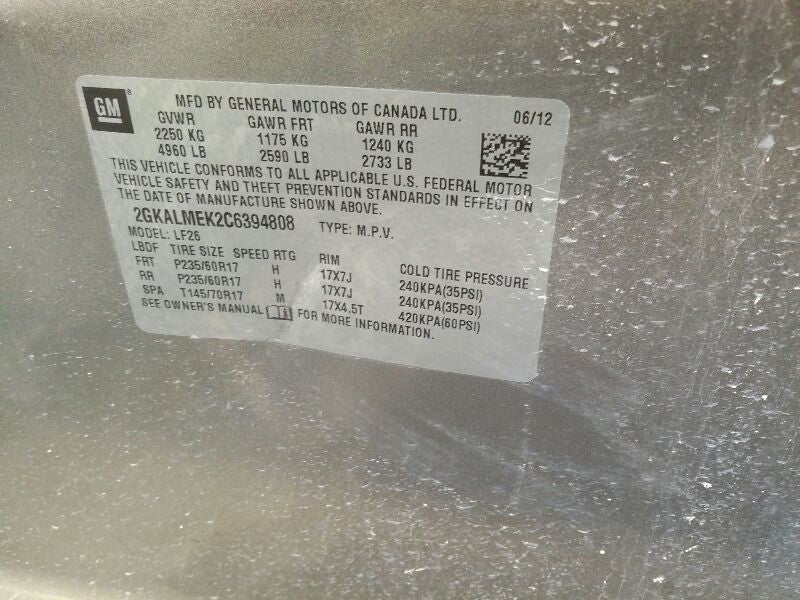 GM ®
MFD BY GENERAL MOTORS OF CANADA LTD. 06/12
GVWR GAWR FRT GAWR RR
2250 KG 1175 KG 1240 KG
4960 LB 2590 LB 2733 LB
THIS VEHICLE CONFORMS TO ALL APPLICABLE U.S. FEDERAL MOTOR
VEHICLE SAFETY AND THEFT PREVENTION STANDARDS IN EFFECT ON
THE DATE OF MANUFACTURE SHOWN ABOVE.
2GKALMEK2C6394808 TYPE: M.P.V.
MODEL: LF26
LBDF TIRE SIZE SPEED RTG RIM COLD TIRE PRESSURE
FRT P235/60R17 H 17X7J 240KPA(35PSI)
RR P235/60R17 H 17X7J 240KPA(35PSI)
SPA T145/70R17 M 17X4.5T 420KPA(60PSI)
SEE OWNER'S MANUAL FOR MORE INFORMATION.